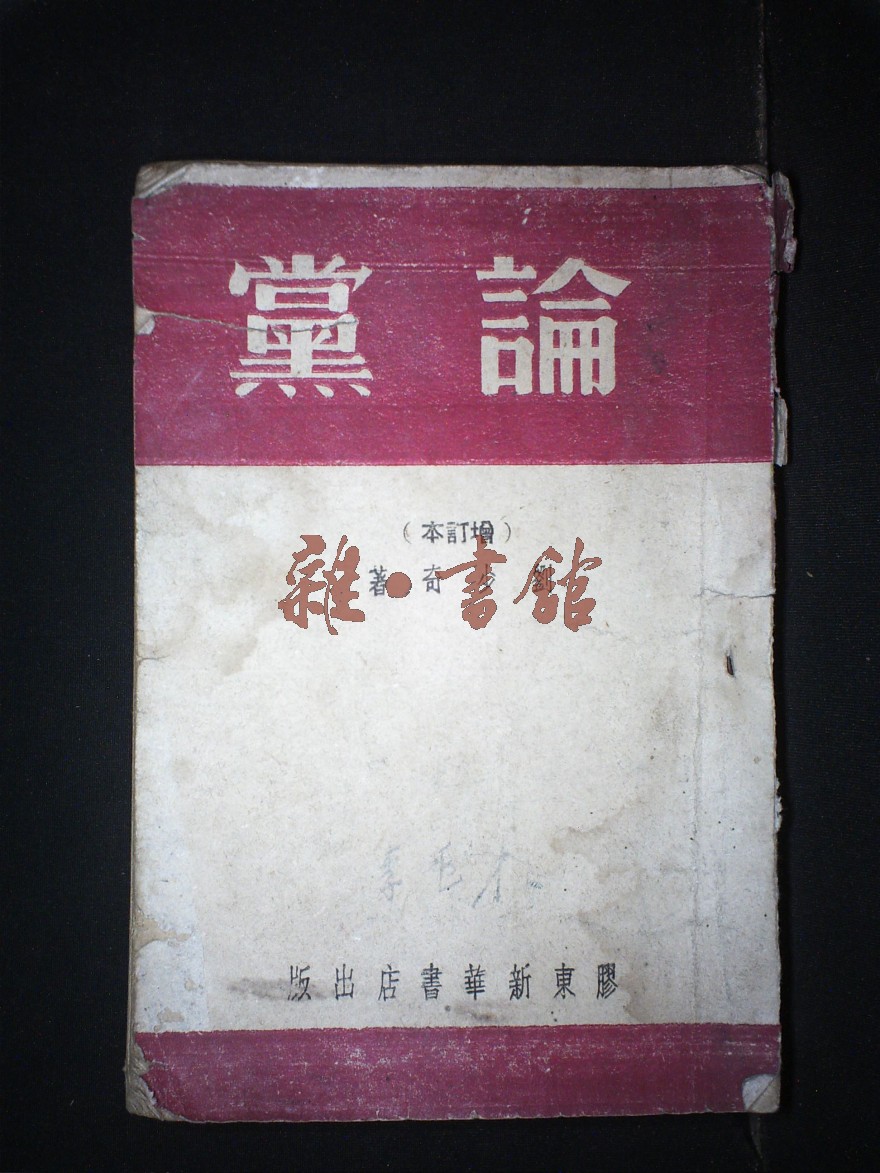 論黨
（增訂本）
劉少奇著
雜·書館
膠東新華書店出版